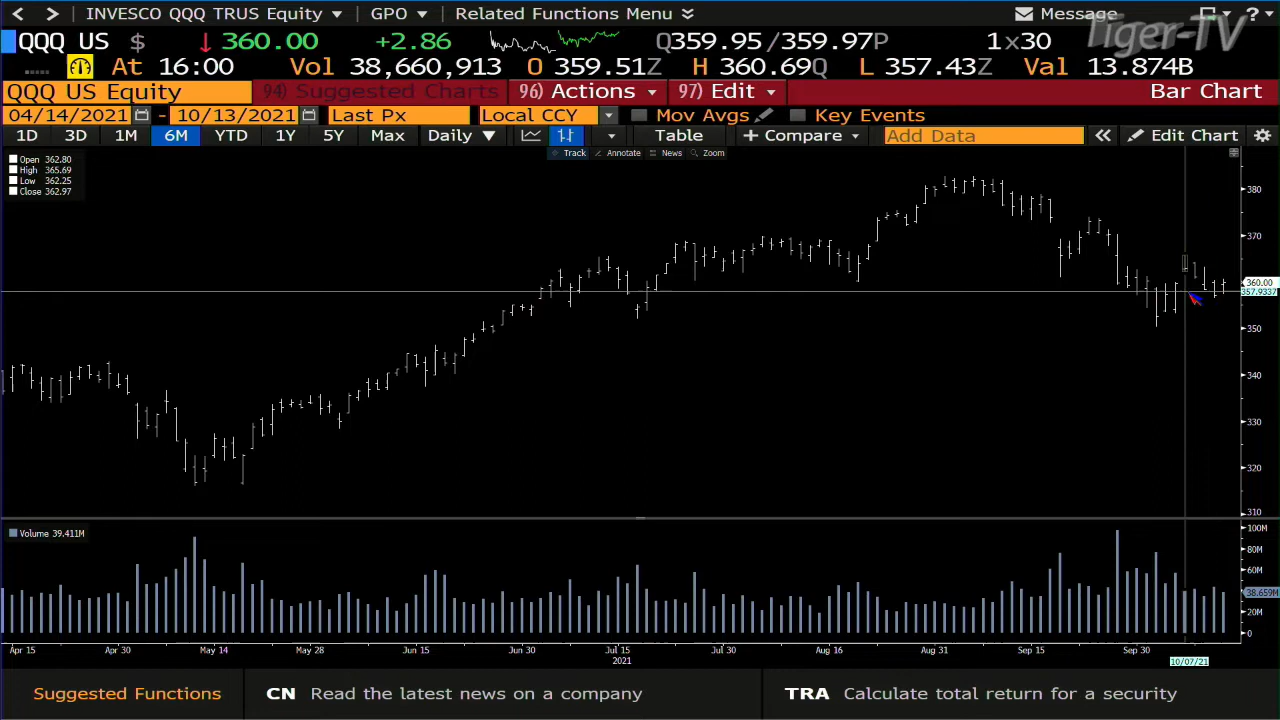 INVESCO QQQ TRUS Equity GPO Related Functions Menu Message ?
Tiger-TV
QQQ US $ 360.00 +2.86 Q359.95/359.97P 1x30
At 16:00 Vol 38,660,913 O 359.51Z H 360.69Q L 357.43Z Val 13.874B
QQQ US Equity 94) Suggested Charts 96) Actions 97) Edit Bar Chart
04/14/2021 - 10/13/2021 Last Px Local CCY Mov Avgs Key Events
1D 3D 1M 6M YTD 1Y 5Y Max Daily Table + Compare Add Data Edit Chart
Track Annotate News Zoom
Open 362.80
High 365.69
Low 362.25
Close 362.97
380
370
360.00
357.9337
350
340
330
320
310
Volume 39.411M
100M
80M
60M
38.659M
20M
0
Apr 15 Apr 30 May 14 May 28 Jun 15 Jun 30 Jul 15 Jul 30 Aug 16 Aug 31 Sep 15 Sep 30
2021
10/07/21
Suggested Functions CN Read the latest news on a company TRA Calculate total return for a security